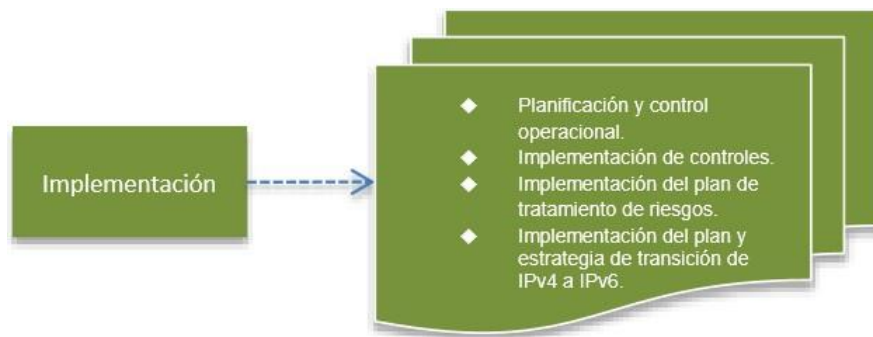 Implementación
◆ Planificación y control
operacional.
◆ Implementación de controles.
◆ Implementación del plan de
tratamiento de riesgos.
◆ Implementación del plan y
estrategia de transición de
IPv4 a IPv6.